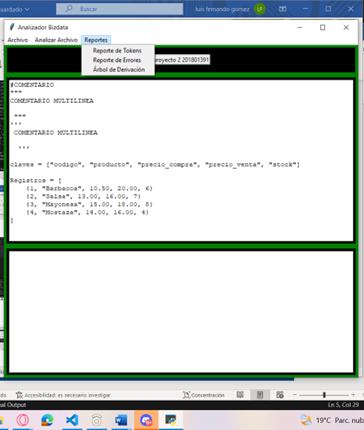 uardado
Buscar
luis fernando gomez
LF
Analizador Bizdata
Archivo Analizar Archivo Reportes
Reporte de Tokens
Reporte de Errores
Árbol de Derivación
royecto 2 201801391
#COMENTARIO
"""
COMENTARIO MULTILINEA
"""
'''
COMENTARIO MULTILINEA
'''
claves = ["codigo", "producto", "precio_compra", "precio_venta", "stock"]
Registros = [
{1, "Barbacoa", 10.50, 20.00, 6}
{2, "Salsa", 13.00, 16.00, 7}
{3, "Mayonesa", 15.00, 18.00, 8}
{4, "Mostaza", 14.00, 16.00, 4}
]
Accesibilidad: es necesario investigar
Concentración
al Output
Ln 5, Col 29
19°C Parc. nub